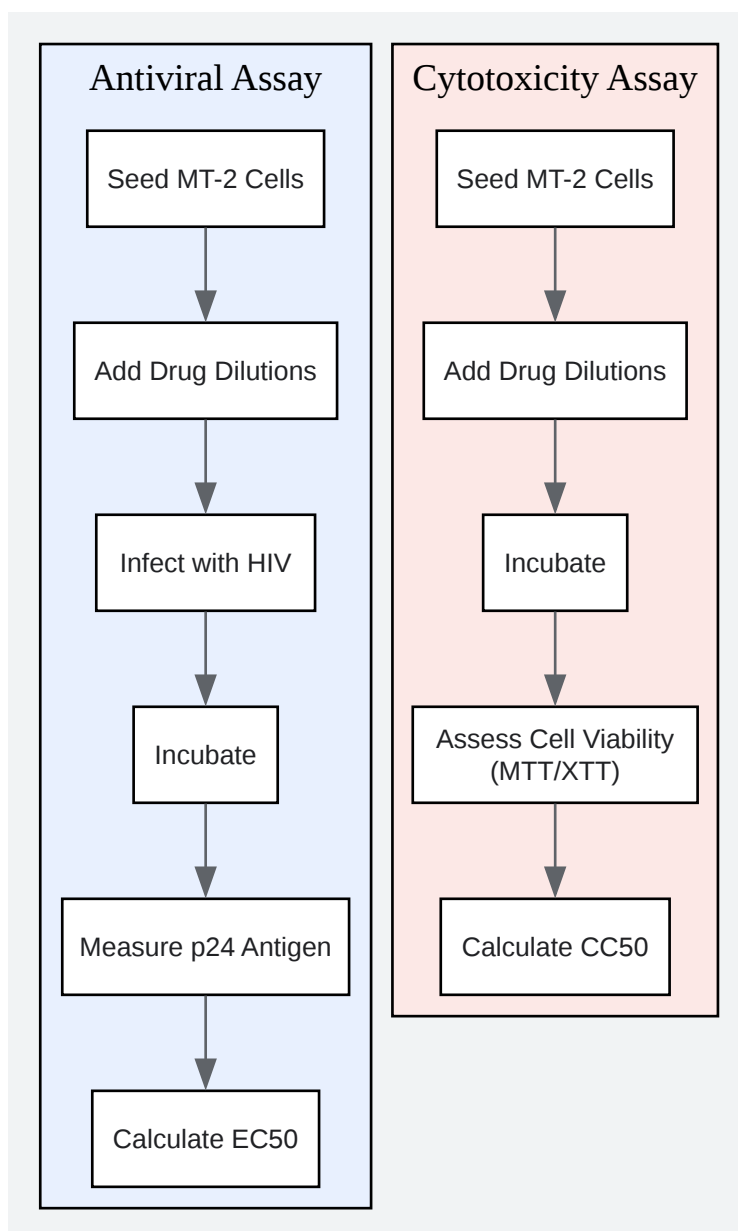 Antiviral Assay
Seed MT-2 Cells
Add Drug Dilutions
Infect with HIV
Incubate
Measure p24 Antigen
Calculate EC50
Cytotoxicity Assay
Seed MT-2 Cells
Add Drug Dilutions
Incubate
Assess Cell Viability
(MTT/XTT)
Calculate CC50